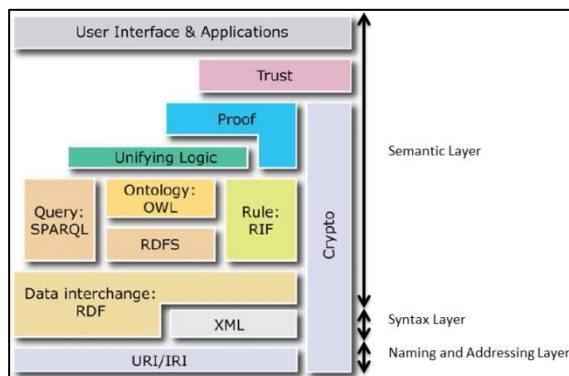 User Interface & Applications
Trust
Proof
Unifying Logic
Semantic Layer
Query:
SPARQL
Ontology:
OWL
RDFS
Rule:
RIF
Crypto
Data interchange:
RDF
XML
Syntax Layer
URI/IRI
Naming and Addressing Layer